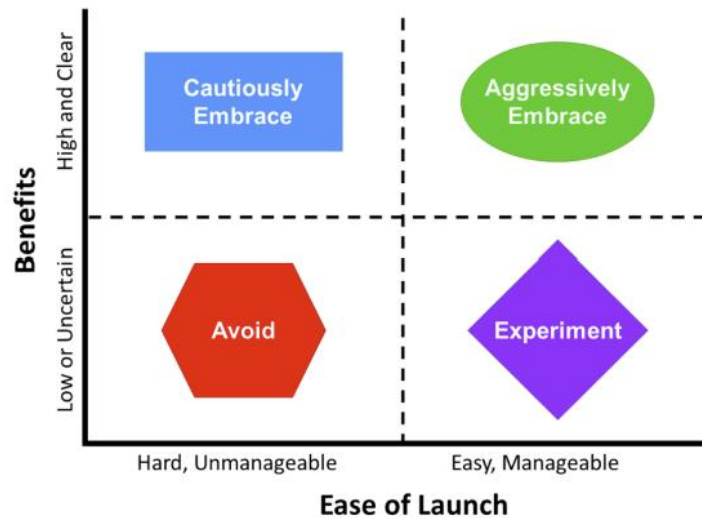 Benefits
High and Clear
Low or Uncertain
Cautiously
Embrace
Aggressively
Embrace
Avoid
Experiment
Hard, Unmanageable
Easy, Manageable
Ease of Launch